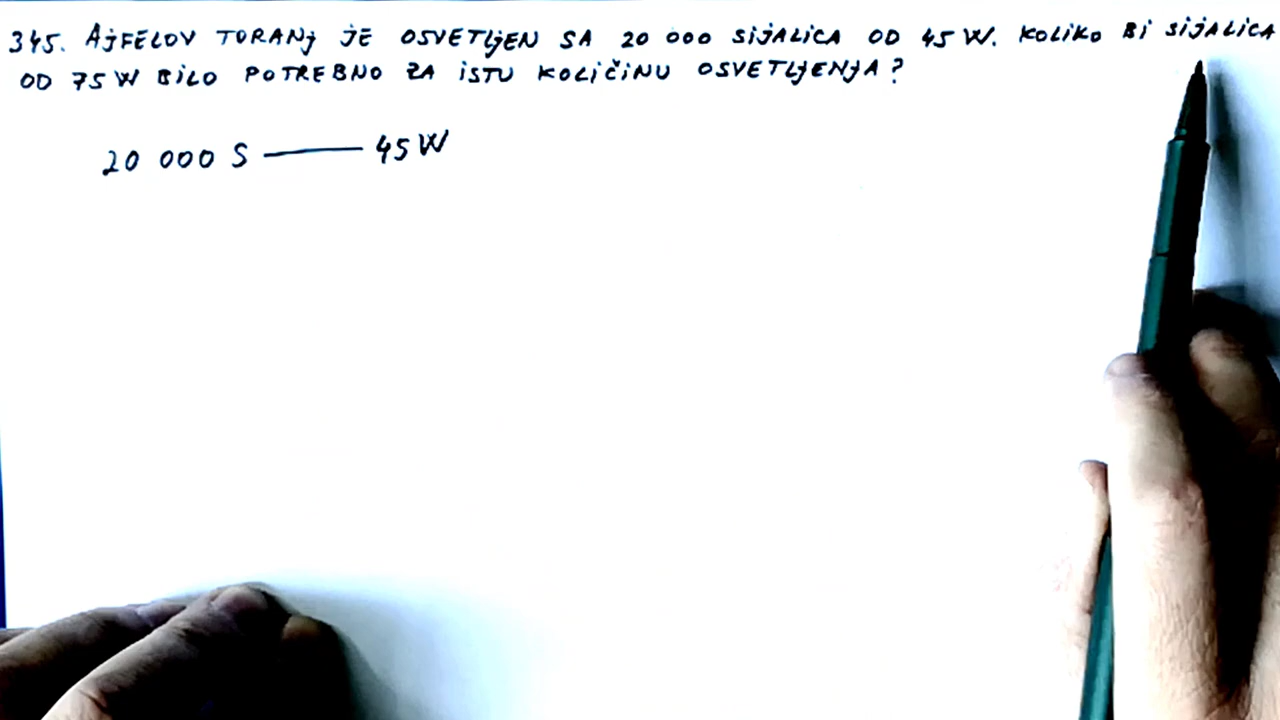 345. AJFELOV TORANJ JE OSVETLJEN SA 20 000 SIJALICA OD 45 W. KOLIKO BI SIJALICA
OD 75 W BILO POTREBNO ZA ISTU KOLIČINU OSVETLJENJA?
20 000 S — 45 W